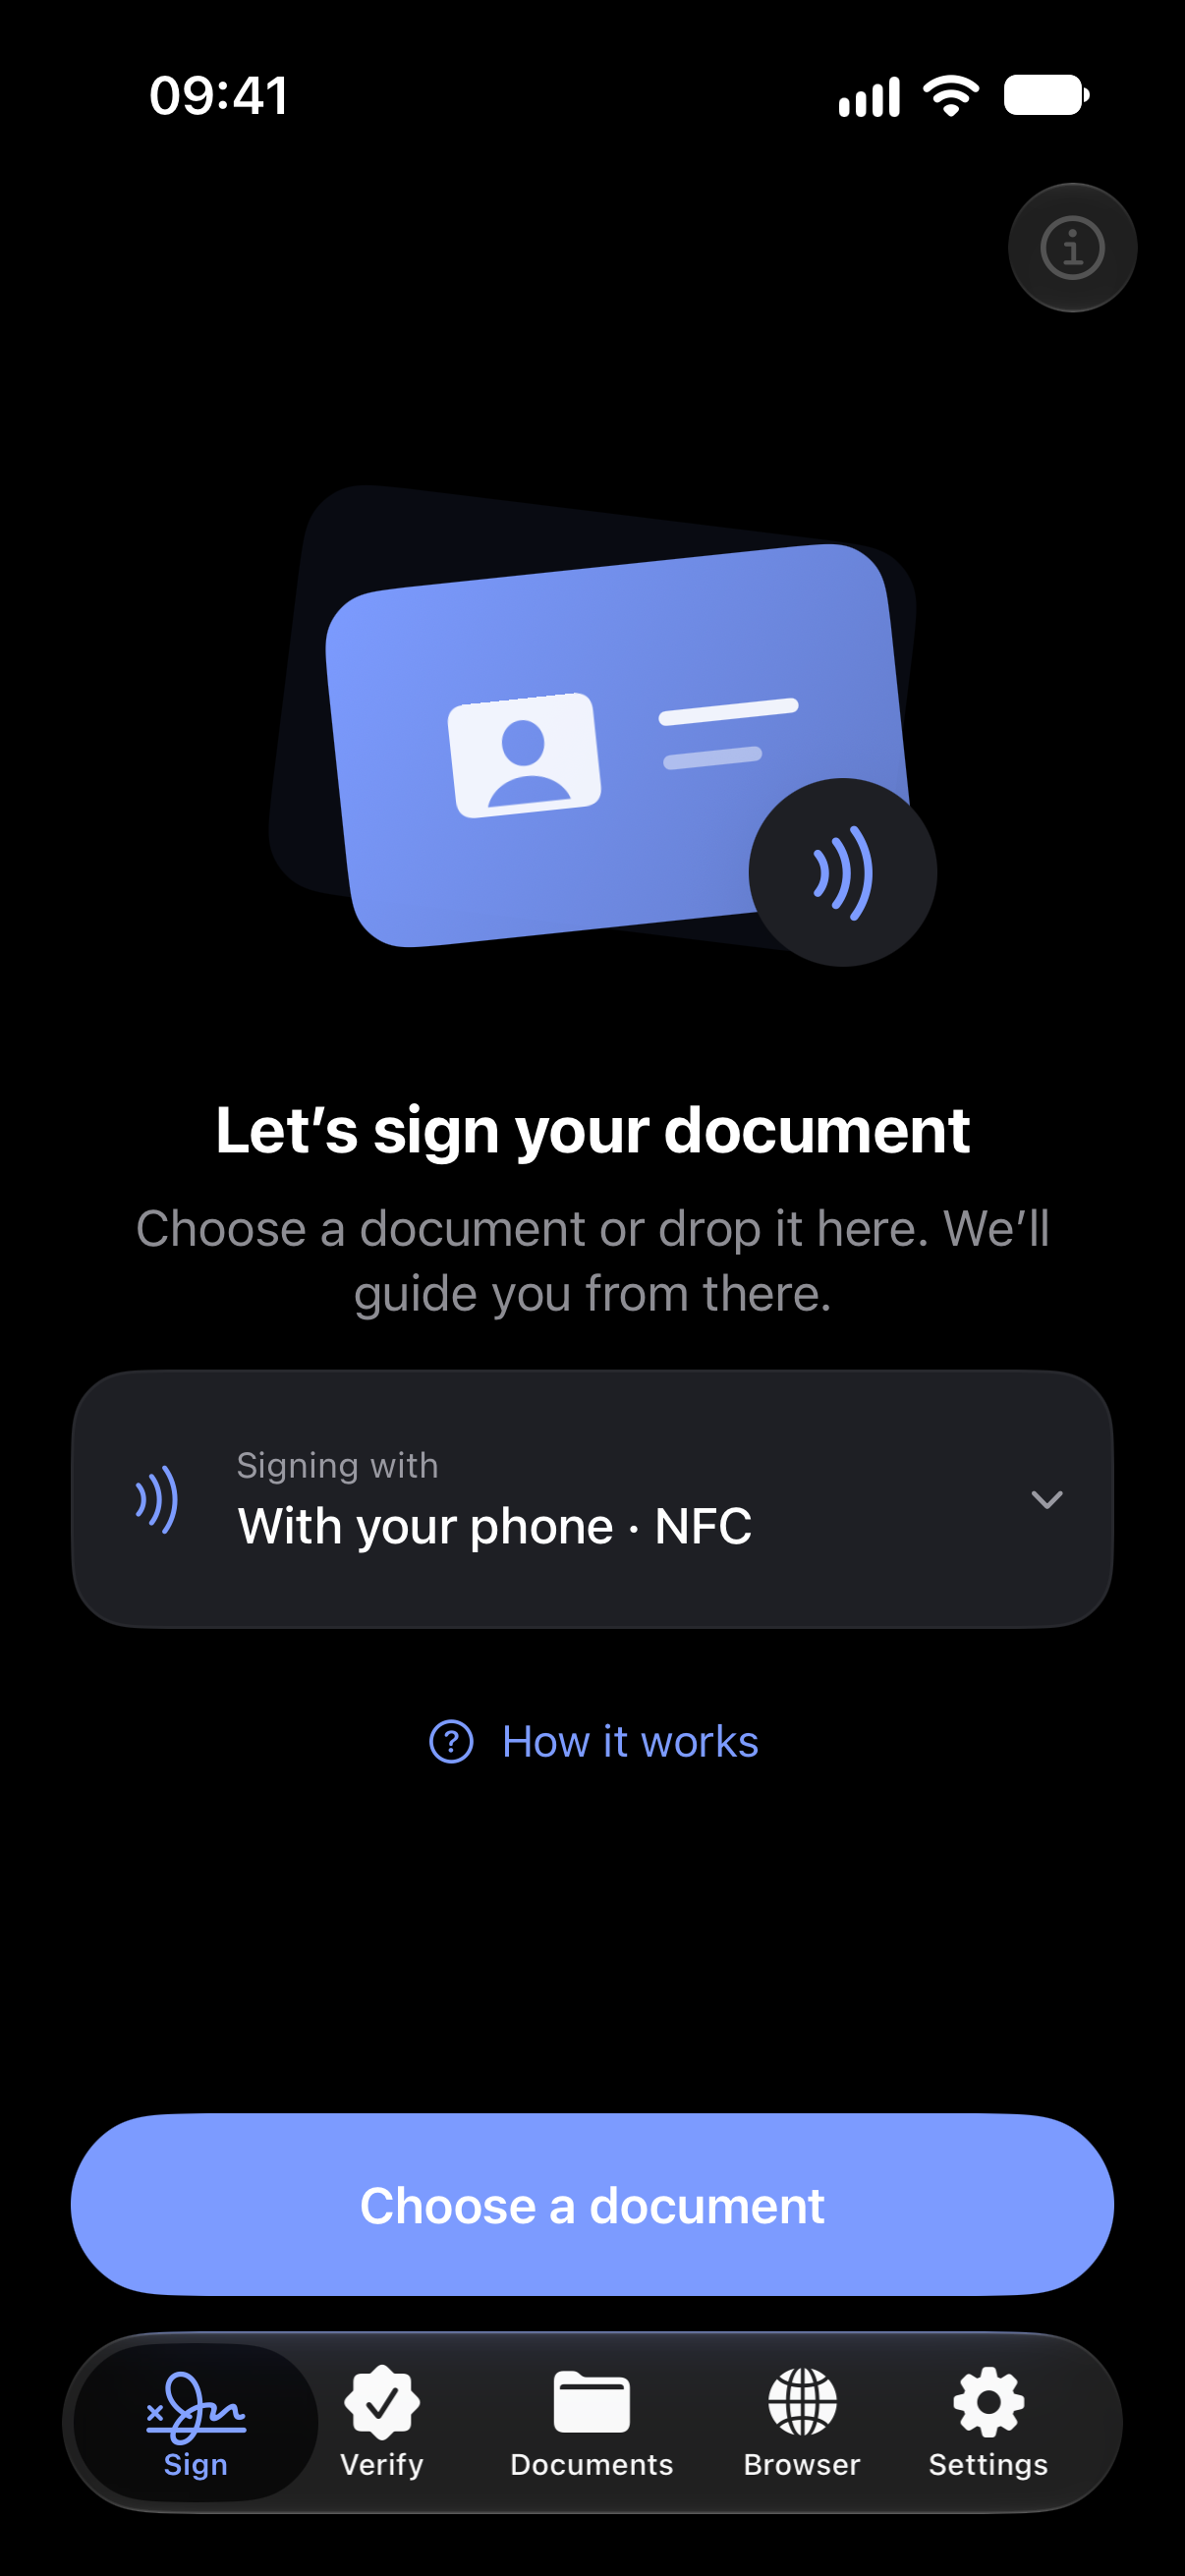 09:41
Let’s sign your document
Choose a document or drop it here. We’ll
guide you from there.
Signing with
With your phone · NFC
How it works
Choose a document
Sign
Verify
Documents
Browser
Settings